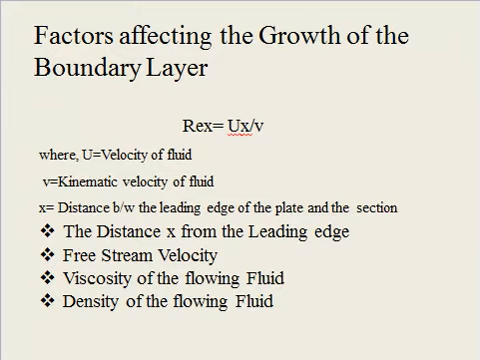 Factors affecting the Growth of the
Boundary Layer
Rex= Ux/v
where, U=Velocity of fluid
v=Kinematic velocity of fluid
x= Distance b/w the leading edge of the plate and the section
❖ The Distance x from the Leading edge
❖ Free Stream Velocity
❖ Viscosity of the flowing Fluid
❖ Density of the flowing Fluid